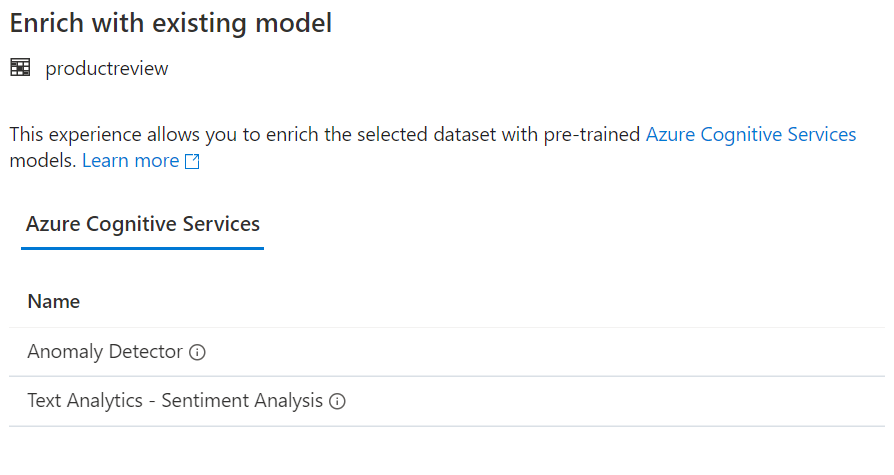 Enrich with existing model
productreview
This experience allows you to enrich the selected dataset with pre-trained Azure Cognitive Services
models. Learn more
Azure Cognitive Services
Name
Anomaly Detector
Text Analytics - Sentiment Analysis